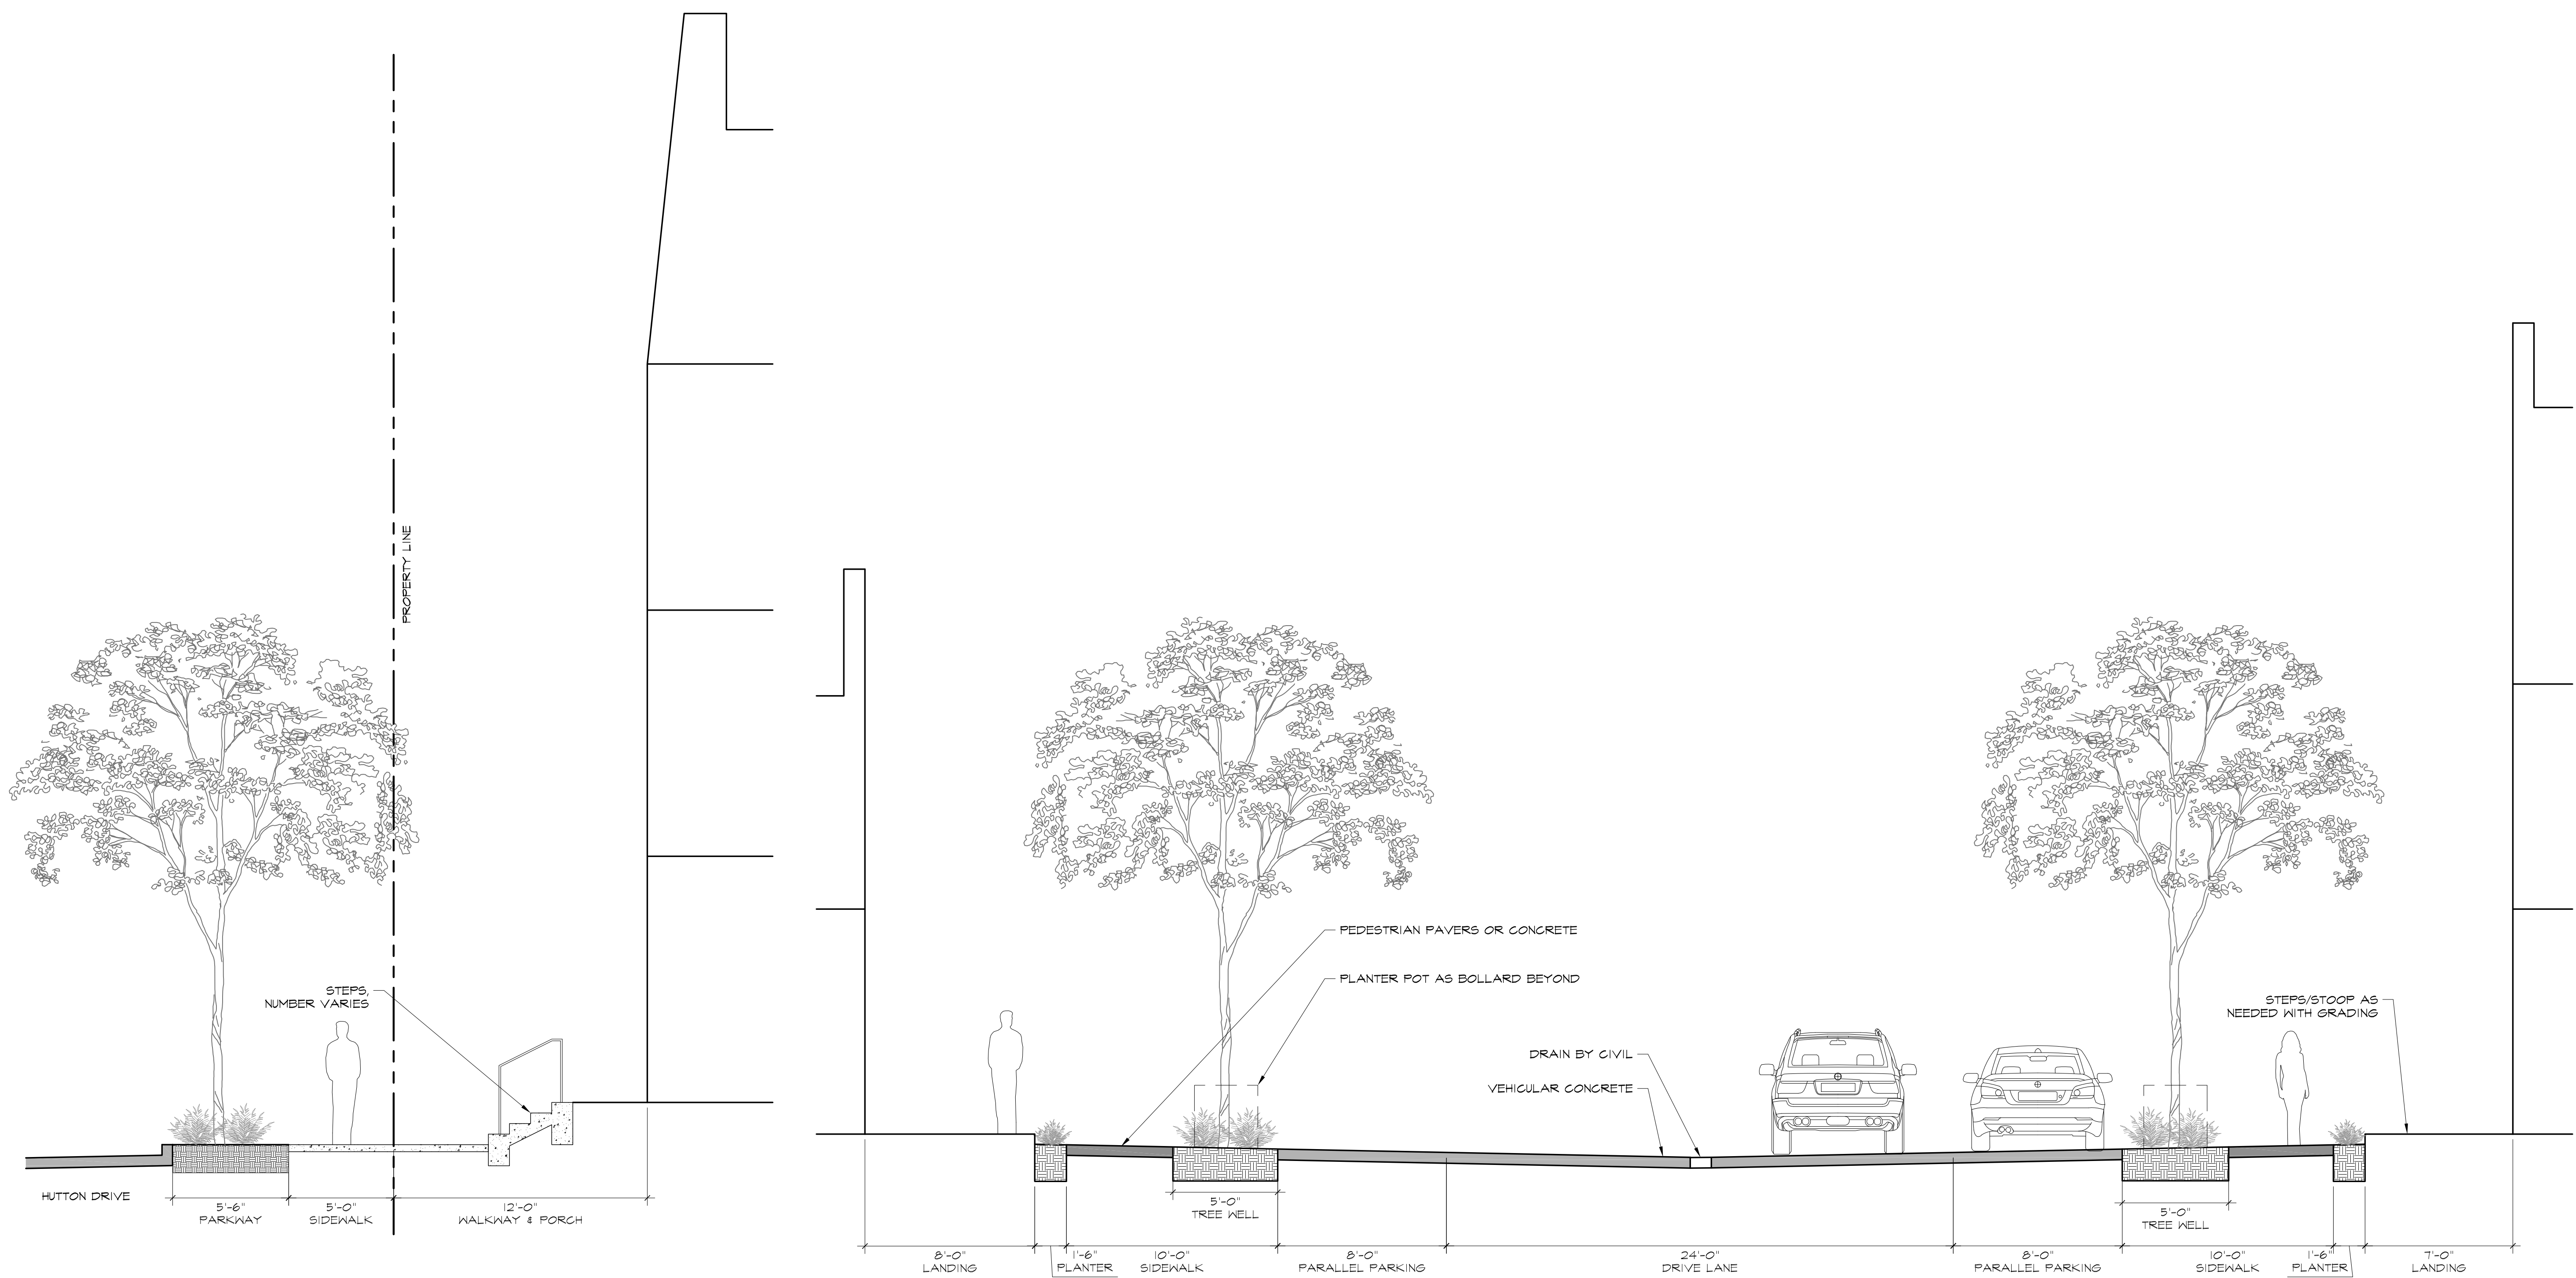 PROPERTY LINE
STEPS,
NUMBER VARIES
HUTTON DRIVE
5'-6"
PARKWAY
5'-0"
SIDEWALK
12'-0"
WALKWAY & PORCH
PEDESTRIAN PAVERS OR CONCRETE
PLANTER POT AS BOLLARD BEYOND
DRAIN BY CIVIL
VEHICULAR CONCRETE
STEPS/STOOP AS
NEEDED WITH GRADING
5'-0"
TREE WELL
5'-0"
TREE WELL
8'-0"
LANDING
1'-6"
PLANTER
10'-0"
SIDEWALK
8'-0"
PARALLEL PARKING
24'-0"
DRIVE LANE
8'-0"
PARALLEL PARKING
10'-0"
SIDEWALK
1'-6"
PLANTER
7'-0"
LANDING